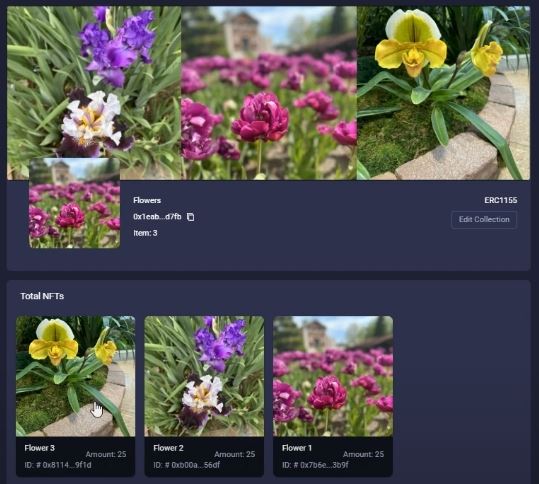 Flowers
ERC1155
0x1eab...d7fb
Edit Collection
Item: 3
Total NFTs
Flower 3
Amount: 25
ID: # 0x8114...9f1d
Flower 2
Amount: 25
ID: # 0xb00a...56df
Flower 1
Amount: 25
ID: # 0x7b6e...3b9f